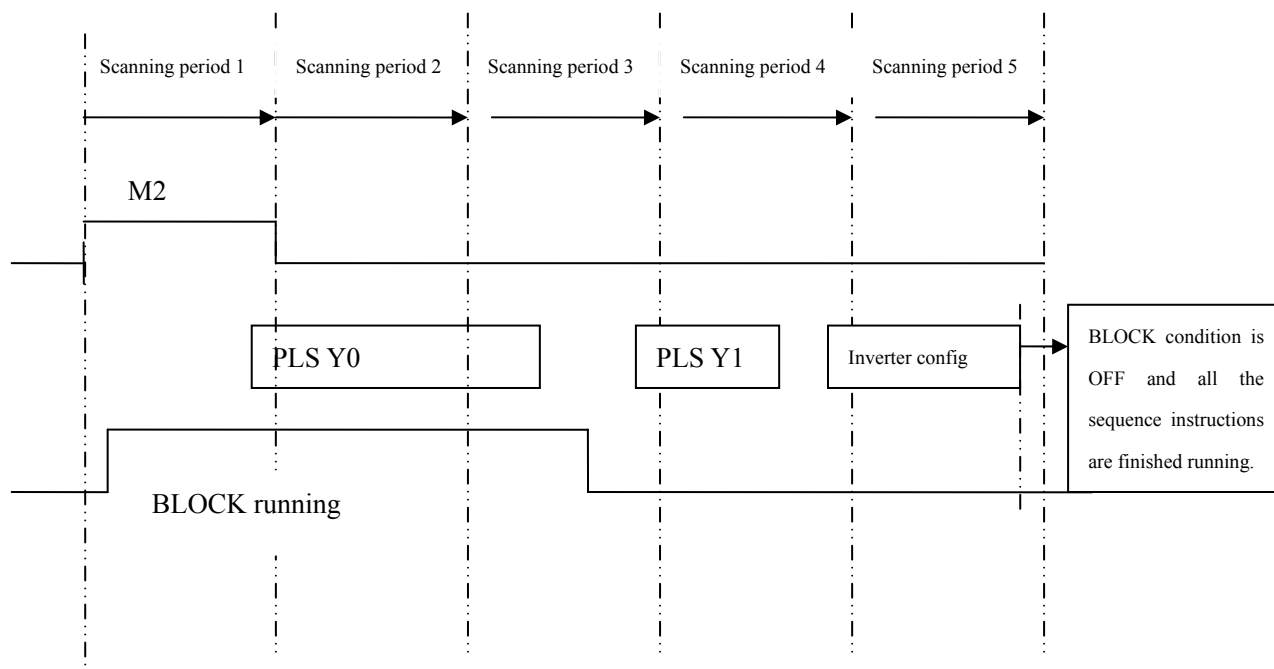 Scanning period 1
Scanning period 2
Scanning period 3
Scanning period 4
Scanning period 5
M2
PLS Y0
PLS Y1
Inverter config
BLOCK condition is
OFF and all the
sequence instructions
are finished running.
BLOCK running